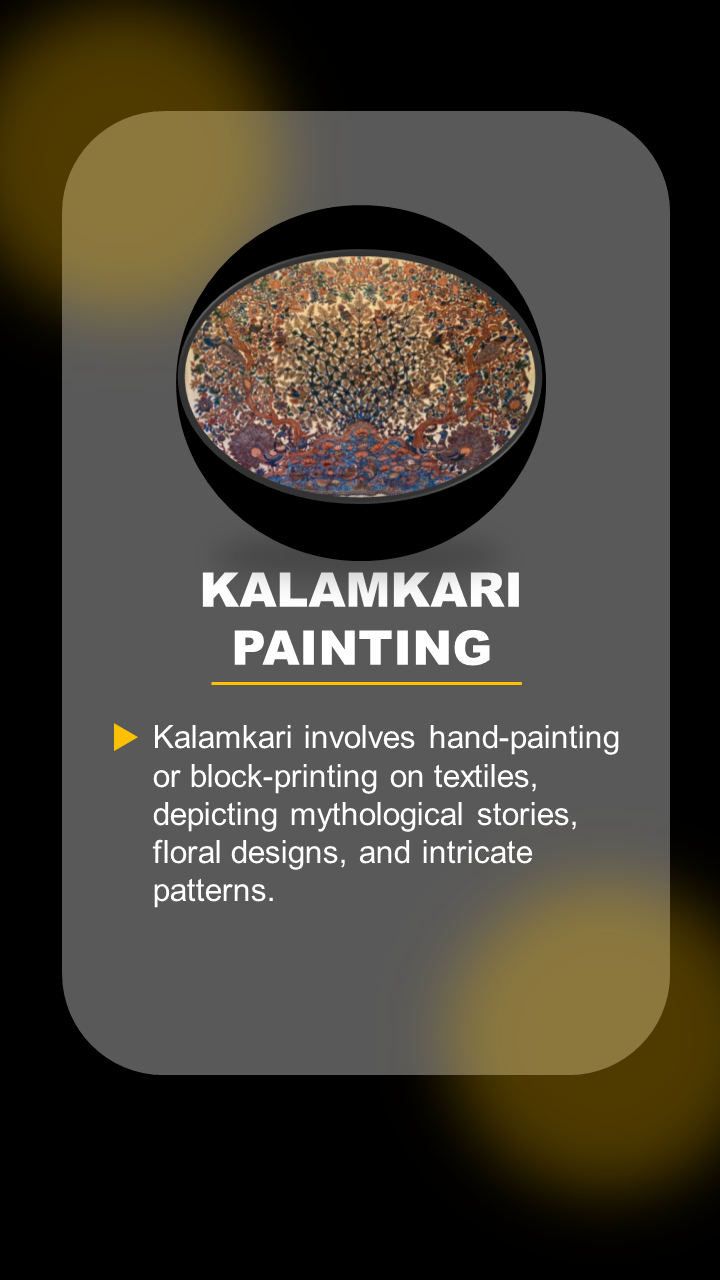 KALAMKARI
PAINTING
Kalamkari involves hand-painting
or block-printing on textiles,
depicting mythological stories,
floral designs, and intricate
patterns.